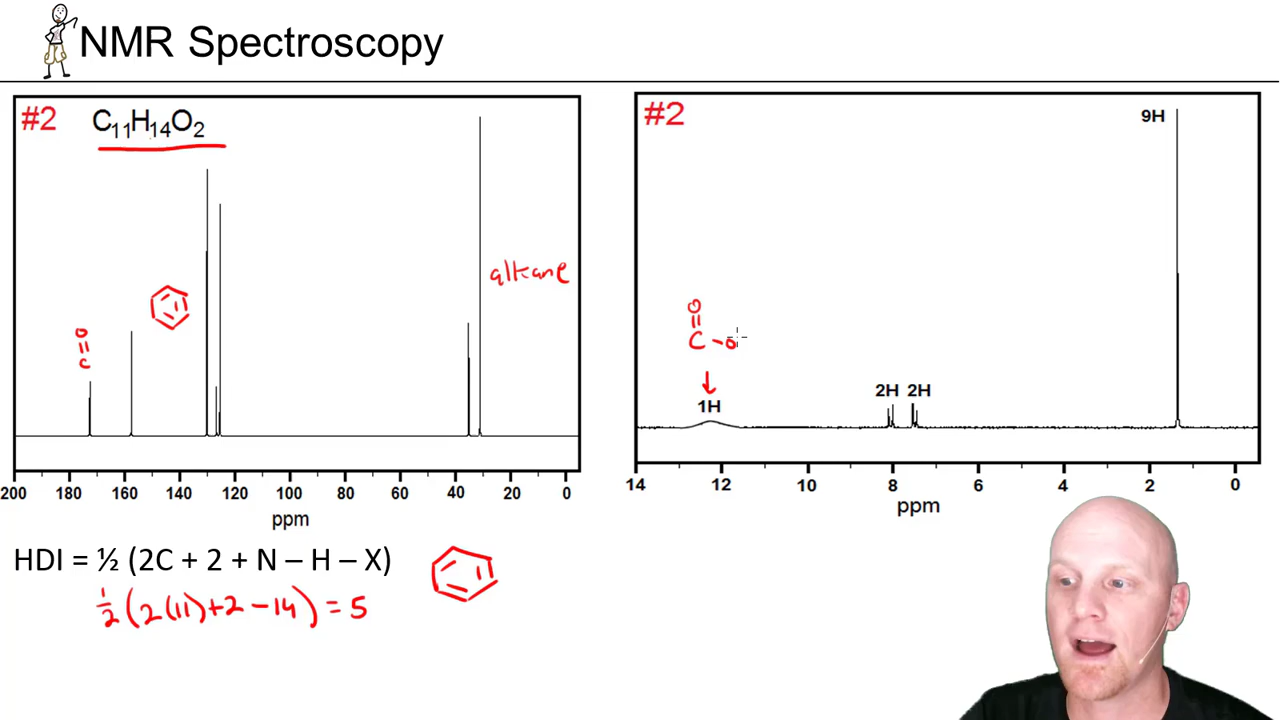 NMR Spectroscopy
#2
C₁₁H₁₄O₂
alkane
O
C
200 180 160 140 120 100 80 60 40 20 0
ppm
HDI = ½ (2C + 2 + N – H – X)
½ (2(11)+2 –14) = 5
#2
9H
O
C –O
1H
2H 2H
14 12 10 8 6 4 2 0
ppm